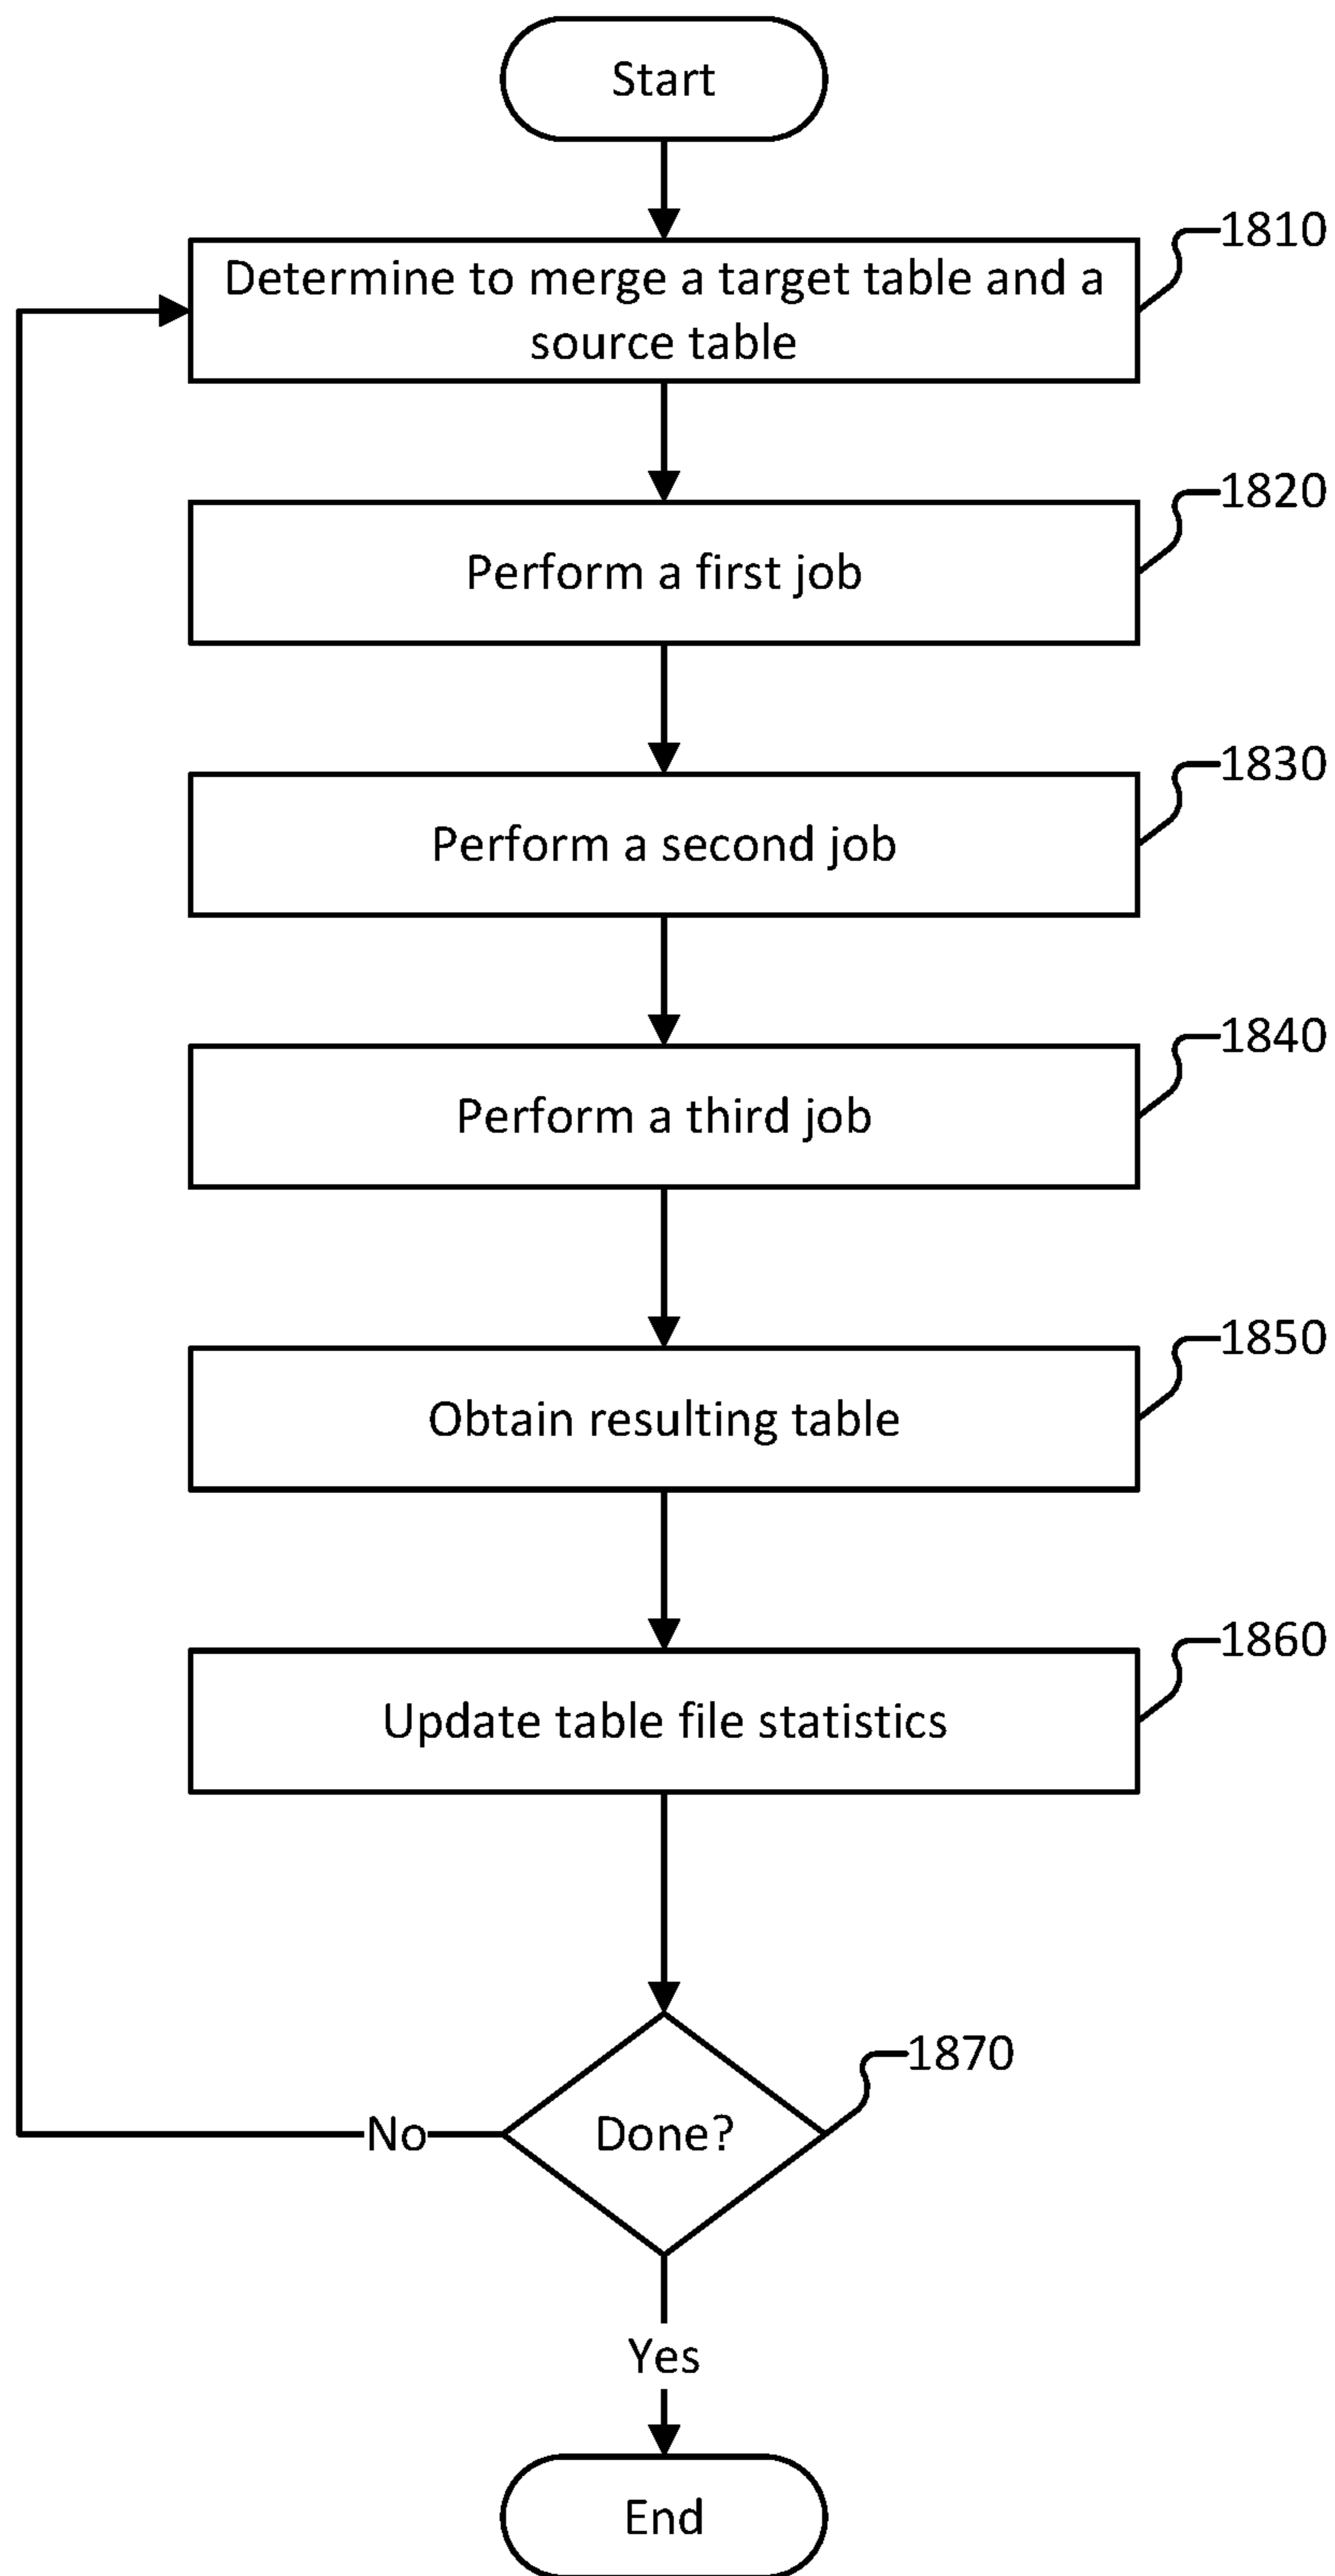 Start
1810
Determine to merge a target table and a
source table
1820
Perform a first job
1830
Perform a second job
1840
Perform a third job
1850
Obtain resulting table
1860
Update table file statistics
1870
Done?
No
Yes
End